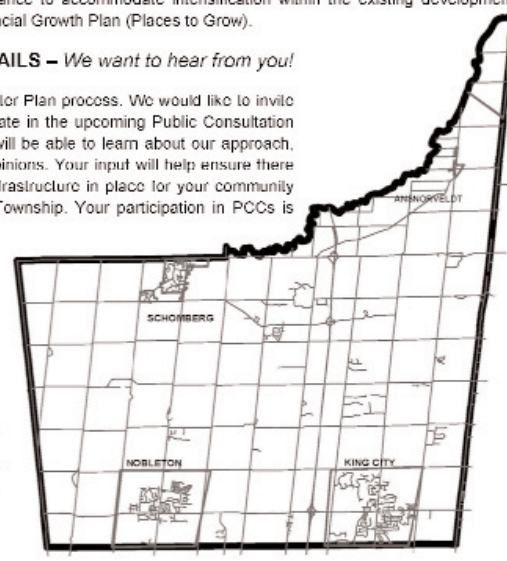 ance to accommodate intensification within the existing developmen
ncial Growth Plan (Places to Grow).
AILS – We want to hear from you!
ter Plan process. We would like to invite
ate in the upcoming Public Consultation
will be able to learn about our approach,
pinions. Your input will help ensure there
frastructure in place for your community
Township. Your participation in PCCs is
ANSNORVELDT
SCHOMBERG
NOBLETON
KING CITY